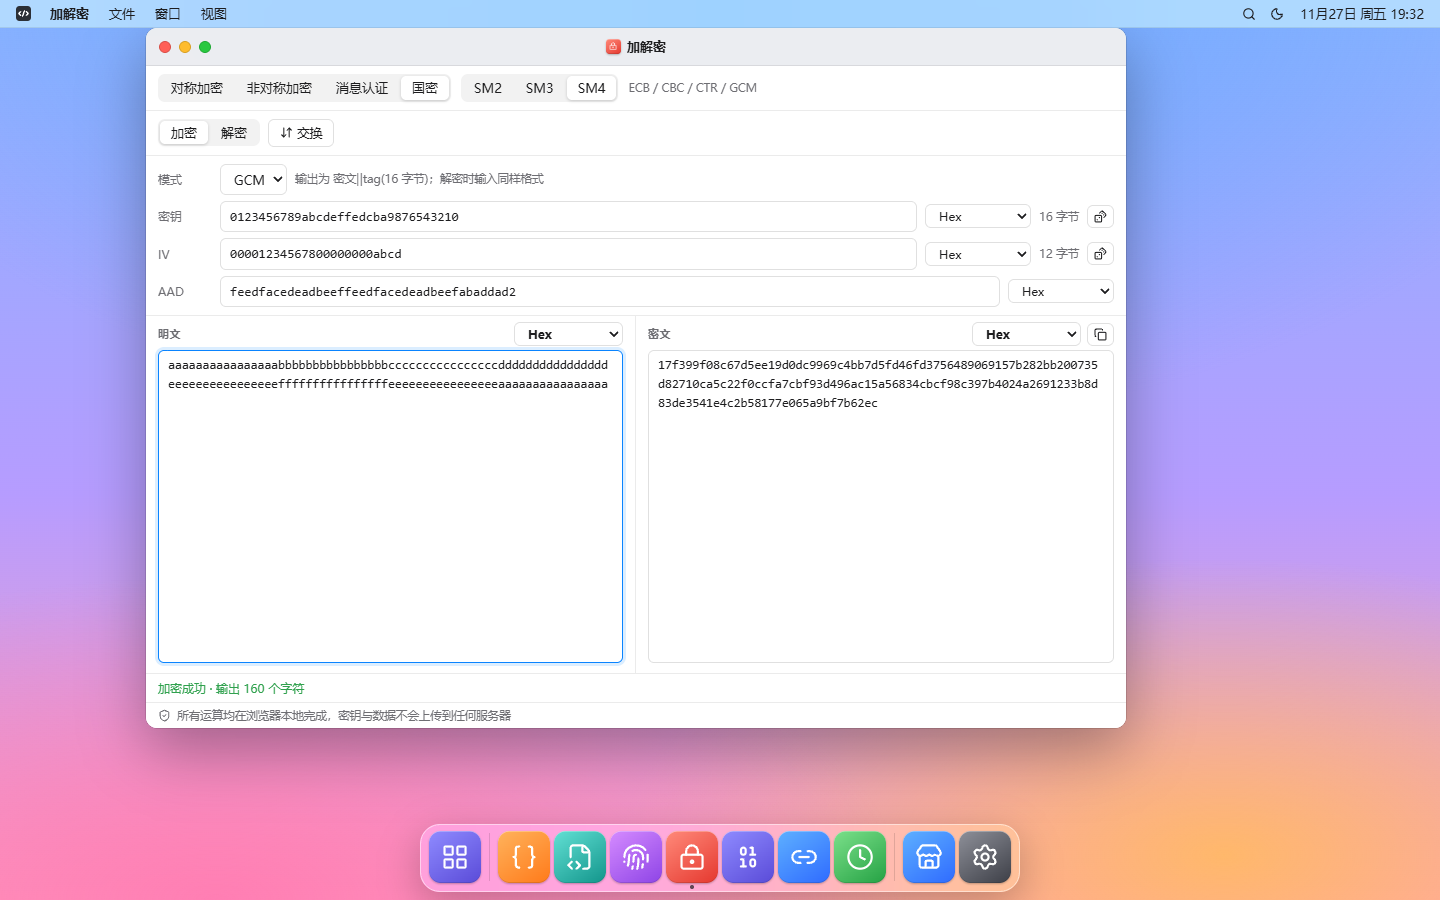 加解密 文件 窗口 视图 11月27日 周五 19:32
加解密
对称加密 非对称加密 消息认证 国密 SM2 SM3 SM4 ECB / CBC / CTR / GCM
加密 解密 交换
模式 GCM 输出为 密文||tag(16 字节)；解密时输入同样格式
密钥 0123456789abcdeffedcba9876543210 Hex 16 字节
IV 00001234567800000000abcd Hex 12 字节
AAD feedfacedeadbeeffeedfacedeadbeefabaddad2 Hex
明文 Hex 密文 Hex
aaaaaaaaaaaaaaaabbbbbbbbbbbbbbbbccccccccccccccccdddddddddddddddd
eeeeeeeeeeeeeeeeffffffffffffffffeeeeeeeeeeeeeeeeaaaaaaaaaaaaaaaa
17f399f08c67d5ee19d0dc9969c4bb7d5fd46fd3756489069157b282bb200735
d82710ca5c22f0ccfa7cbf93d496ac15a56834cbcf98c397b4024a2691233b8d
83de3541e4c2b58177e065a9bf7b62ec
加密成功 · 输出 160 个字符
所有运算均在浏览器本地完成，密钥与数据不会上传到任何服务器
01
10